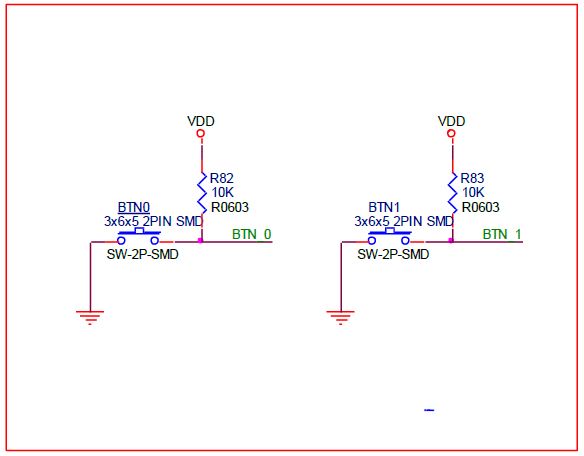 VDD
R82
10K
R0603
BTN0
3x6x5 2PIN SMD
BTN_0
SW-2P-SMD
VDD
R83
10K
R0603
BTN1
3x6x5 2PIN SMD
BTN_1
SW-2P-SMD